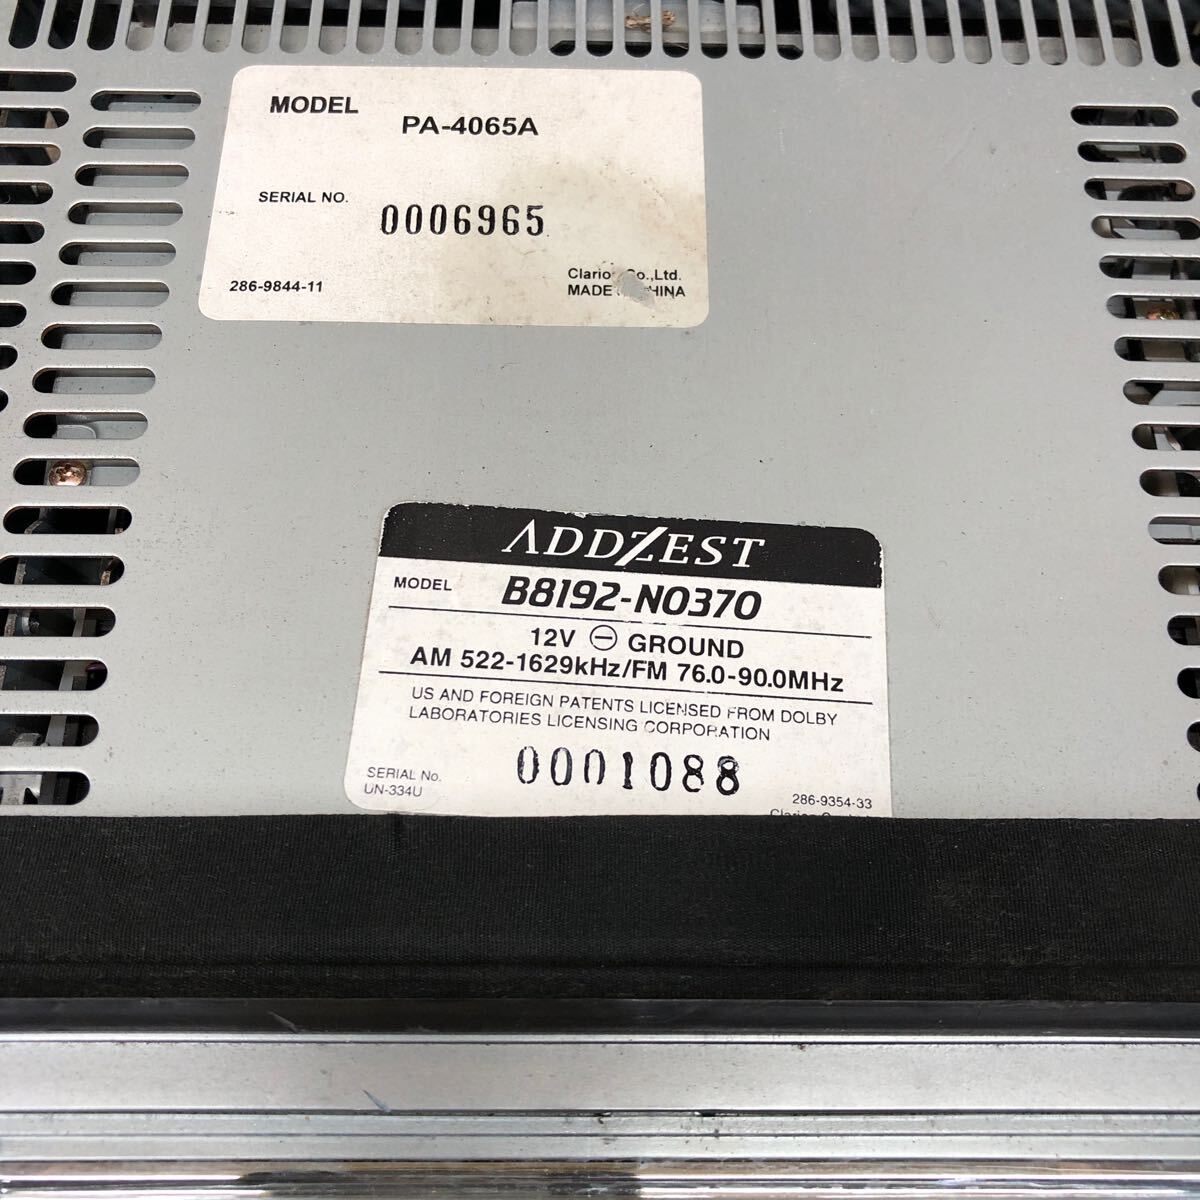 MODEL PA-4065A
SERIAL NO. 0006965
286-9844-11
Co.,Ltd.
MADE
ADDZEST
MODEL B8192-N0370
12V ⊖ GROUND
AM 522-1629kHz/FM 76.0-90.0MHz
US AND FOREIGN PATENTS LICENSED FROM DOLBY
LABORATORIES LICENSING CORPORATION
0001088
SERIAL No.
UN-334U
286-9354-33